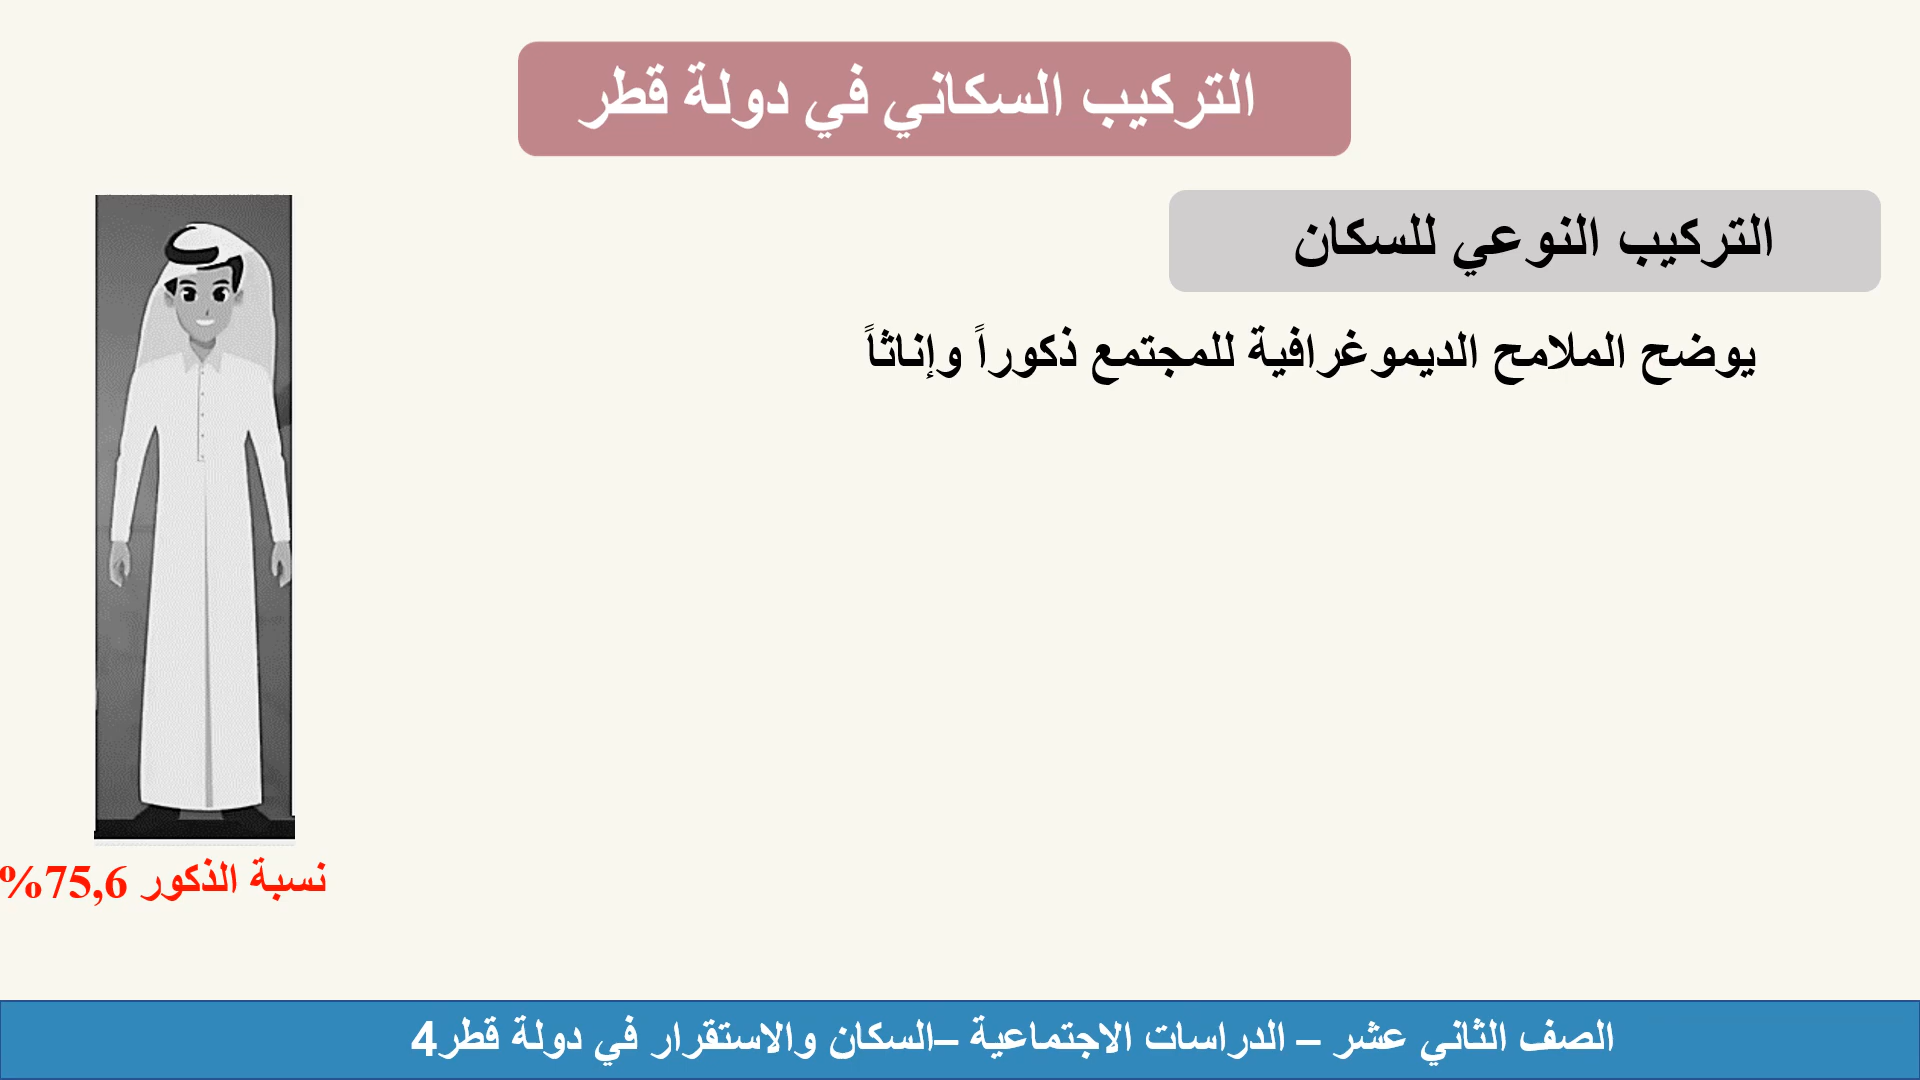 التركيب السكاني في دولة قطر
التركيب النوعي للسكان
يوضح الملامح الديموغرافية للمجتمع ذكوراً وإناثاً
نسبة الذكور 75,6%
الصف الثاني عشر – الدراسات الاجتماعية –السكان والاستقرار في دولة قطر4